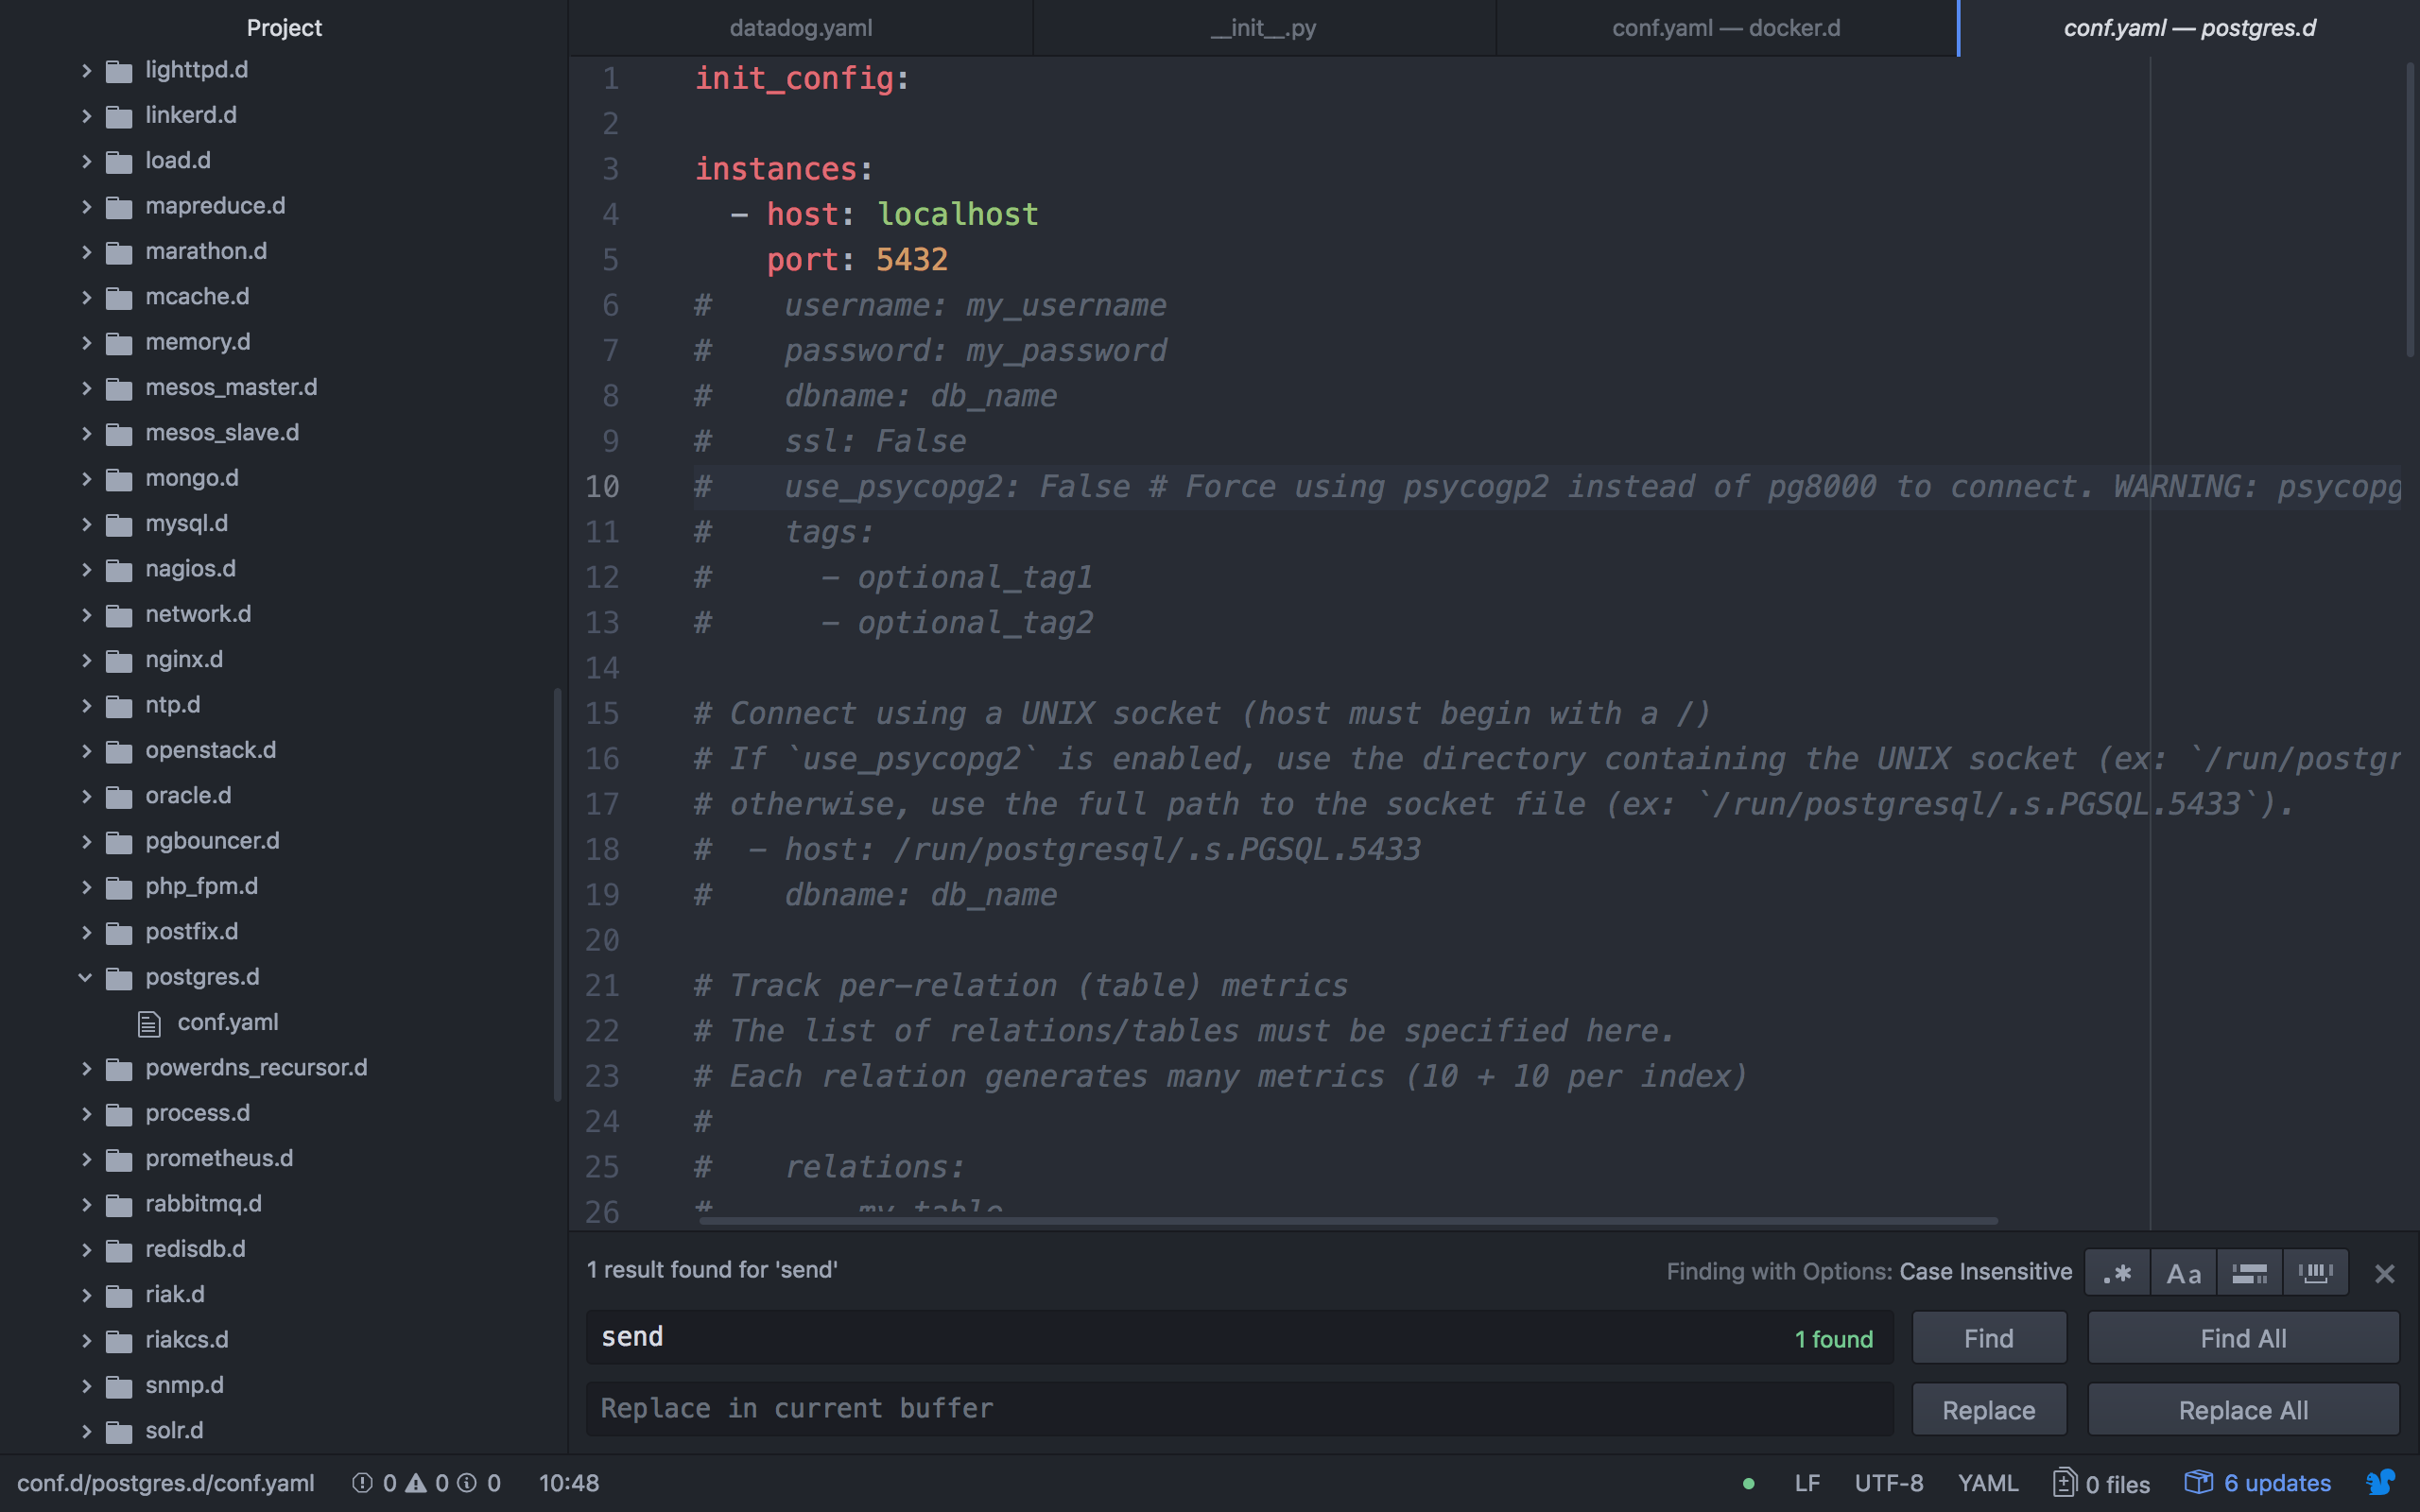 Project
lighttpd.d
linkerd.d
load.d
mapreduce.d
marathon.d
mcache.d
memory.d
mesos_master.d
mesos_slave.d
mongo.d
mysql.d
nagios.d
network.d
nginx.d
ntp.d
openstack.d
oracle.d
pgbouncer.d
php_fpm.d
postfix.d
postgres.d
conf.yaml
powerdns_recursor.d
process.d
prometheus.d
rabbitmq.d
redisdb.d
riak.d
riakcs.d
snmp.d
solr.d
datadog.yaml
__init__.py
conf.yaml — docker.d
conf.yaml — postgres.d
1 init_config:
2
3 instances:
4   - host: localhost
5     port: 5432
6 #    username: my_username
7 #    password: my_password
8 #    dbname: db_name
9 #    ssl: False
10 #    use_psycopg2: False # Force using psycogp2 instead of pg8000 to connect. WARNING: psycopg
11 #    tags:
12 #      - optional_tag1
13 #      - optional_tag2
14
15 # Connect using a UNIX socket (host must begin with a /)
16 # If `use_psycopg2` is enabled, use the directory containing the UNIX socket (ex: `/run/postgr
17 # otherwise, use the full path to the socket file (ex: `/run/postgresql/.s.PGSQL.5433`).
18 #  - host: /run/postgresql/.s.PGSQL.5433
19 #    dbname: db_name
20
21 # Track per-relation (table) metrics
22 # The list of relations/tables must be specified here.
23 # Each relation generates many metrics (10 + 10 per index)
24 #
25 #    relations:
26 #        my_table
1 result found for 'send'
Finding with Options: Case Insensitive
.* Aa
send 1 found
Find
Find All
Replace in current buffer
Replace
Replace All
conf.d/postgres.d/conf.yaml 0 0 0 10:48
LF UTF-8 YAML 0 files 6 updates